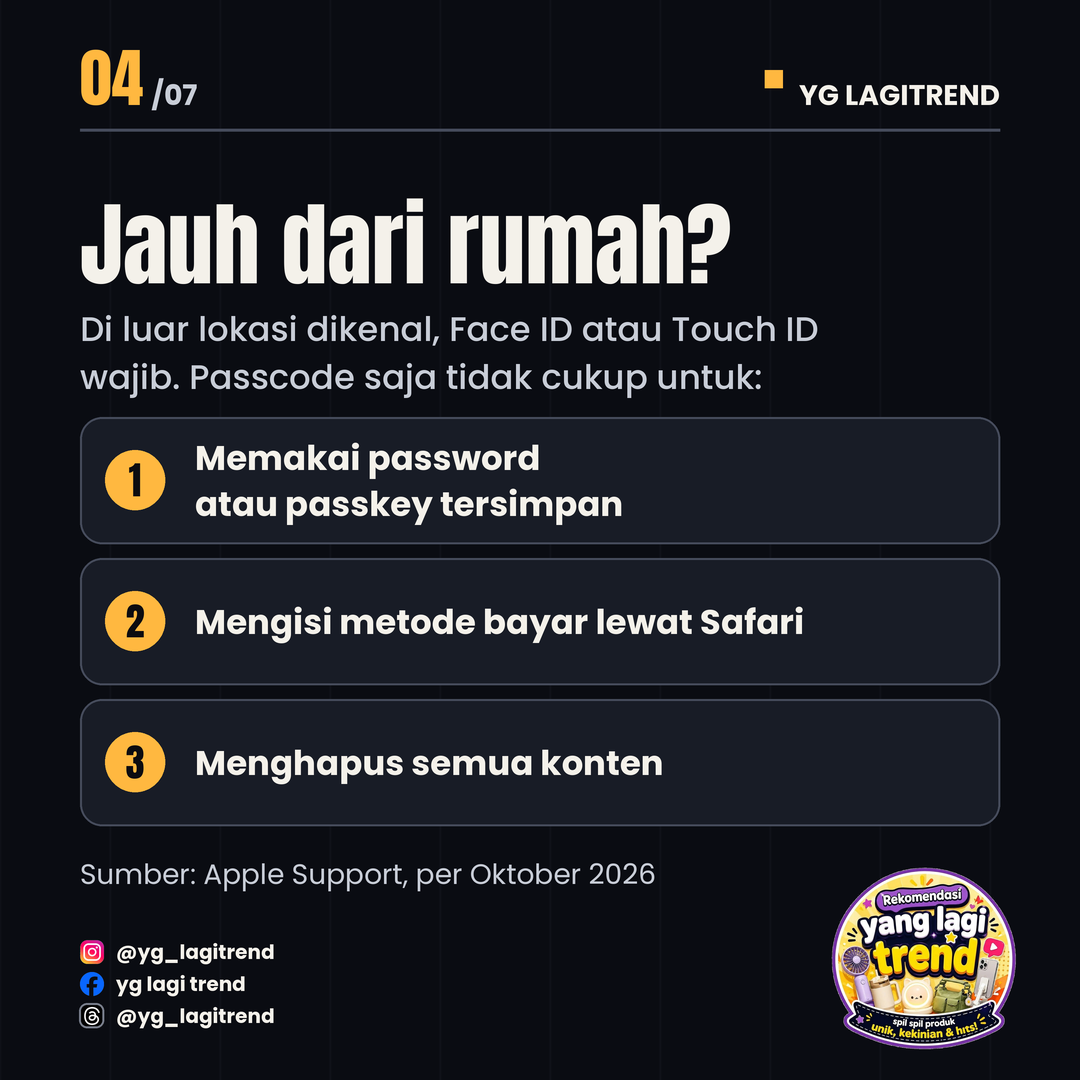 04 /07
YG LAGITREND
Jauh dari rumah?
Di luar lokasi dikenal, Face ID atau Touch ID
wajib. Passcode saja tidak cukup untuk:
1
Memakai password
atau passkey tersimpan
2
Mengisi metode bayar lewat Safari
3
Menghapus semua konten
Sumber: Apple Support, per Oktober 2026
@yg_lagitrend
yg lagi trend
@yg_lagitrend
Rekomendasi
yang lagi
trend
spil spil produk
unik, kekinian & hits!